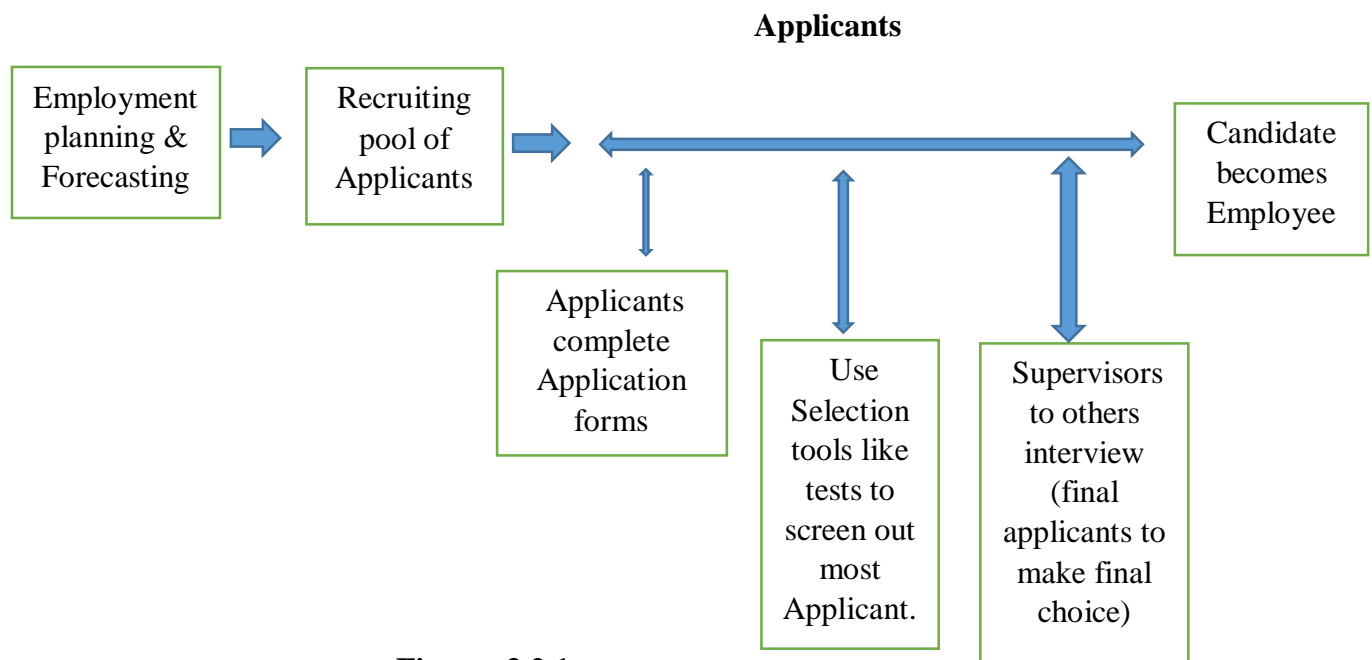 Applicants
Employment
planning &
Forecasting
Recruiting
pool of
Applicants
Candidate
becomes
Employee
Applicants
complete
Application
forms
Use
Selection
tools like
tests to
screen out
most
Applicant.
Supervisors
to others
interview
(final
applicants to
make final
choice)